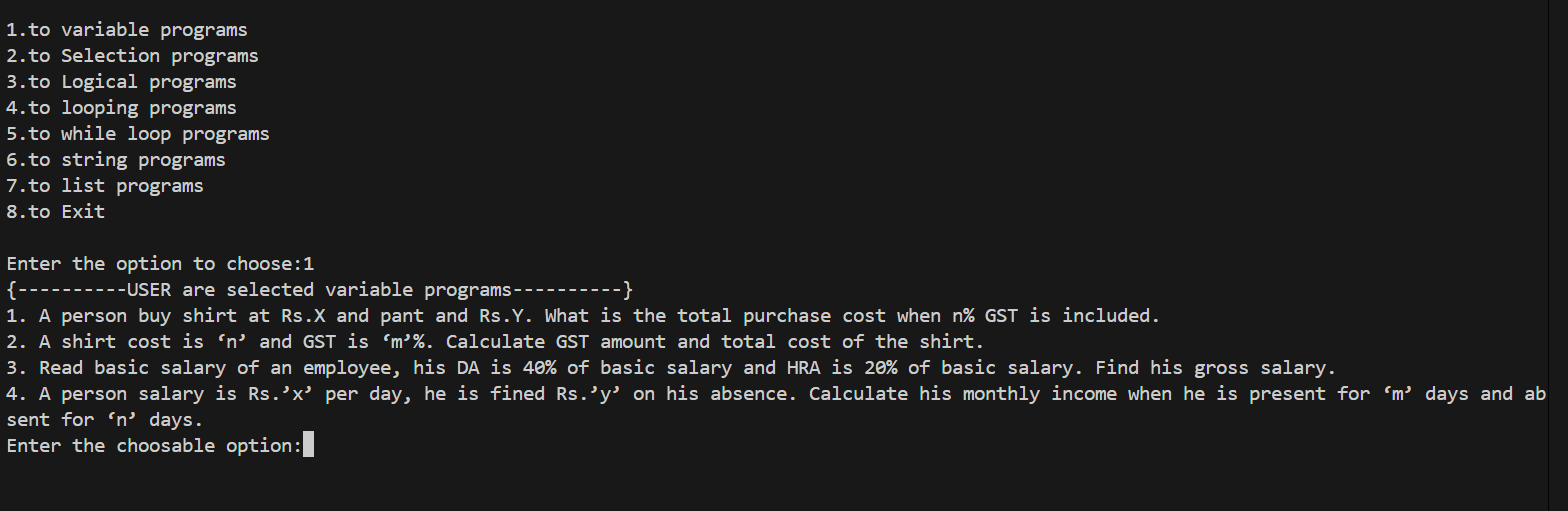 1.to variable programs
2.to Selection programs
3.to Logical programs
4.to looping programs
5.to while loop programs
6.to string programs
7.to list programs
8.to Exit
Enter the option to choose:1
{----------USER are selected variable programs----------}
1. A person buy shirt at Rs.X and pant and Rs.Y. What is the total purchase cost when n% GST is included.
2. A shirt cost is ‘n’ and GST is ‘m’%. Calculate GST amount and total cost of the shirt.
3. Read basic salary of an employee, his DA is 40% of basic salary and HRA is 20% of basic salary. Find his gross salary.
4. A person salary is Rs.’x’ per day, he is fined Rs.’y’ on his absence. Calculate his monthly income when he is present for ‘m’ days and ab
sent for ‘n’ days.
Enter the choosable option: